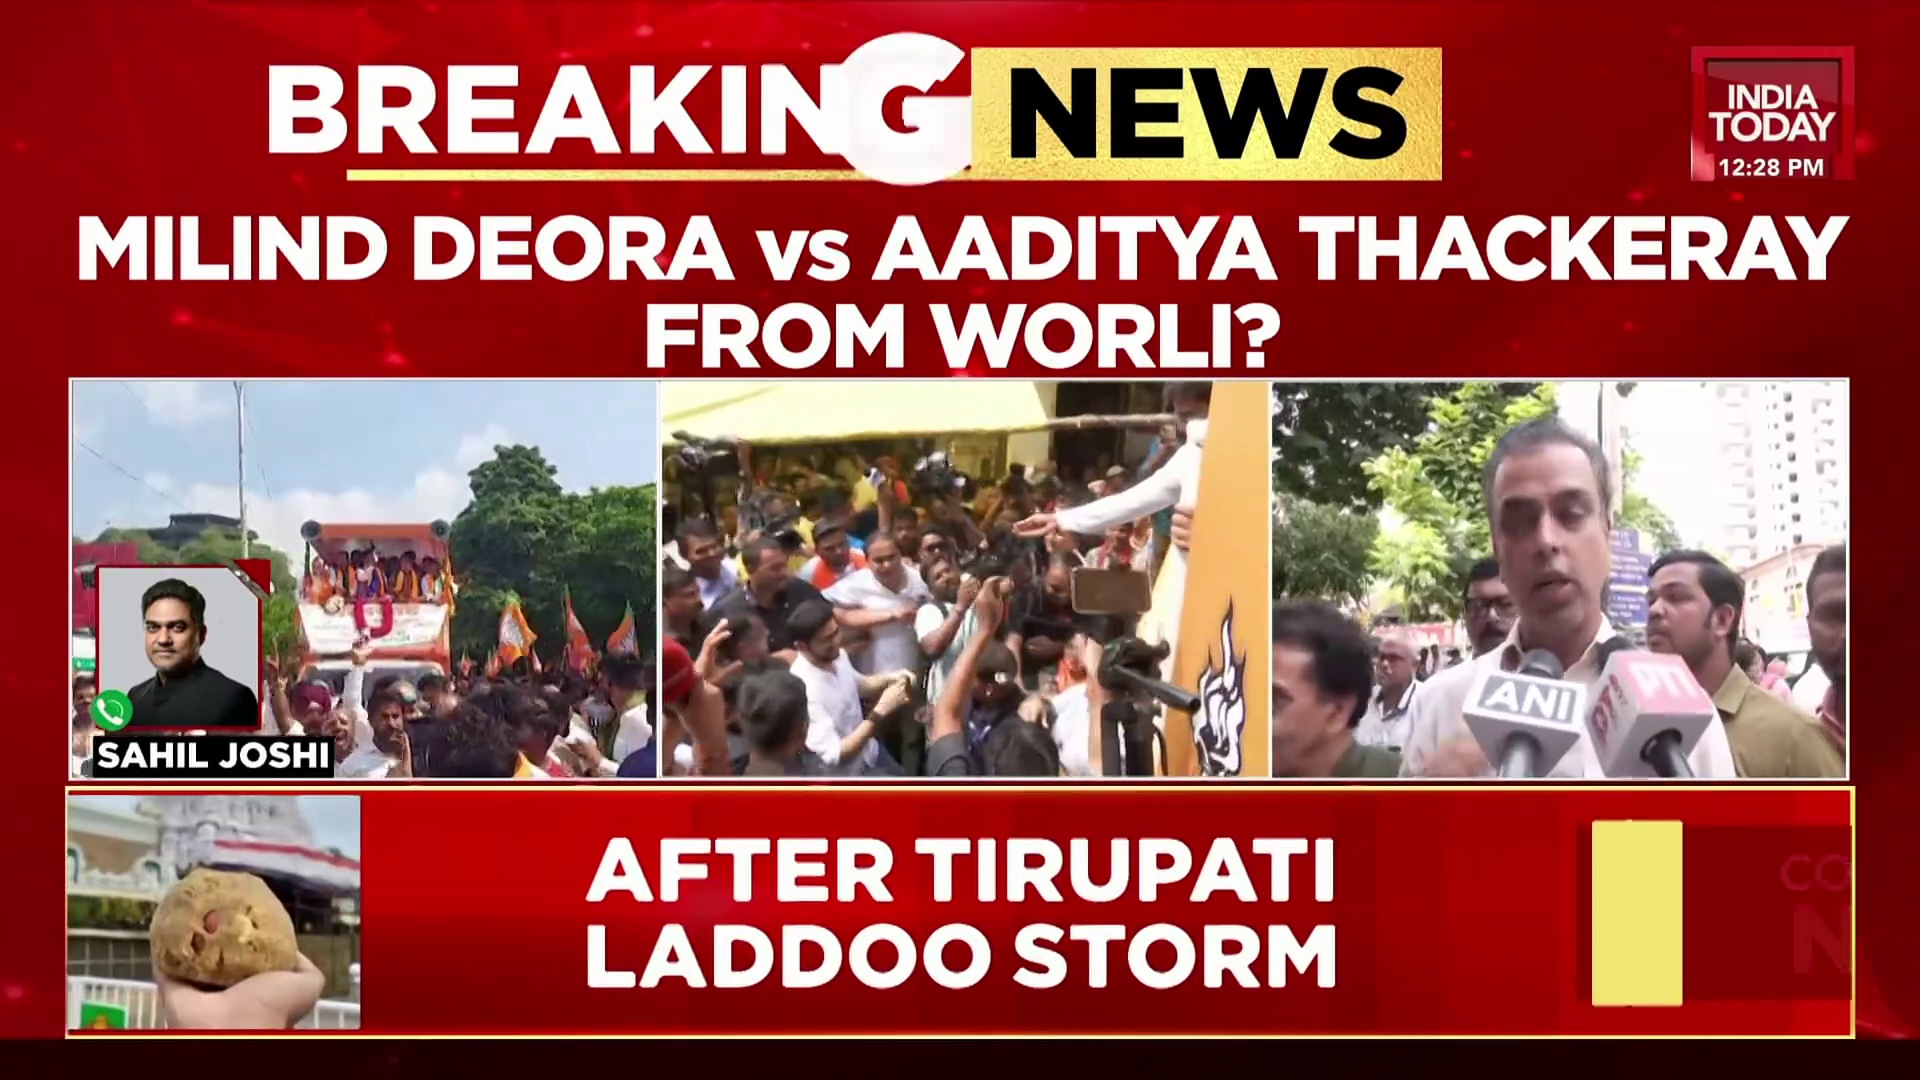 BREAKING NEWS
INDIA
TODAY
12:28 PM
MILIND DEORA vs AADITYA THACKERAY
FROM WORLI?
SAHIL JOSHI
ANI
PTI
AFTER TIRUPATI
LADDOO STORM
CO
N